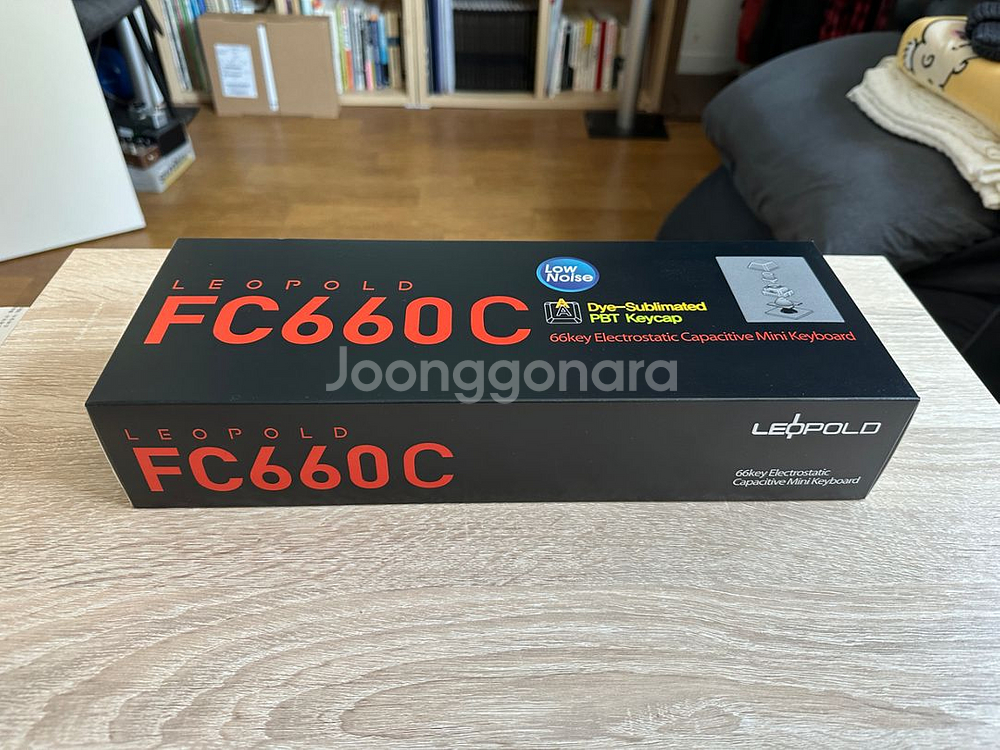 LEOPOLD
FC660C
Low
Noise
A
Dye-Sublimated
PBT Keycap
66key Electrostatic Capacitive Mini Keyboard
Joonggonara
LEOPOLD
FC660C
LEOPOLD
66key Electrostatic
Capacitive Mini Keyboard